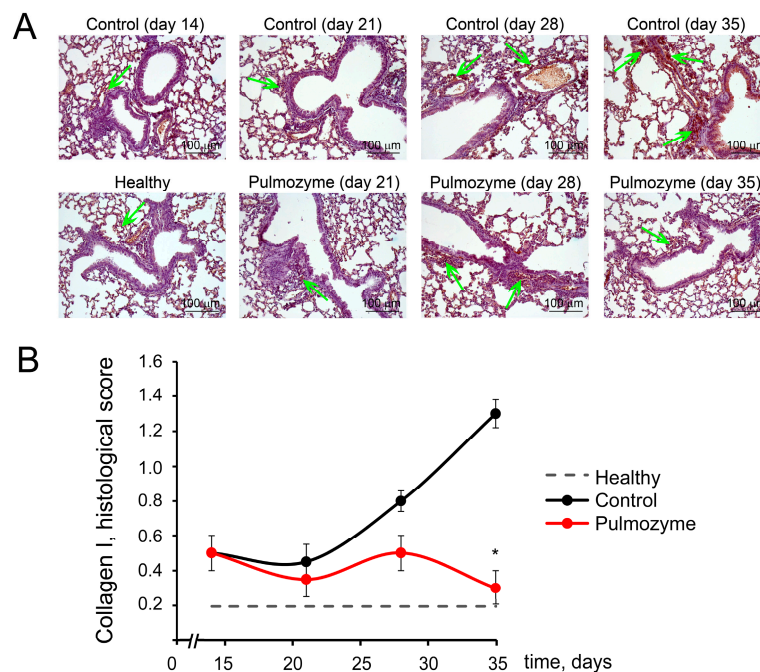 A
Control (day 14) Control (day 21) Control (day 28) Control (day 35)
100 µm 100 µm 100 µm 100 µm
Healthy Pulmozyme (day 21) Pulmozyme (day 28) Pulmozyme (day 35)
100 µm 100 µm 100 µm 100 µm
B
Collagen I, histological score
1.6
1.4
1.2
1.0
0.8
0.6
0.4
0.2
*
Healthy
Control
Pulmozyme
0 15 20 25 30 35 time, days